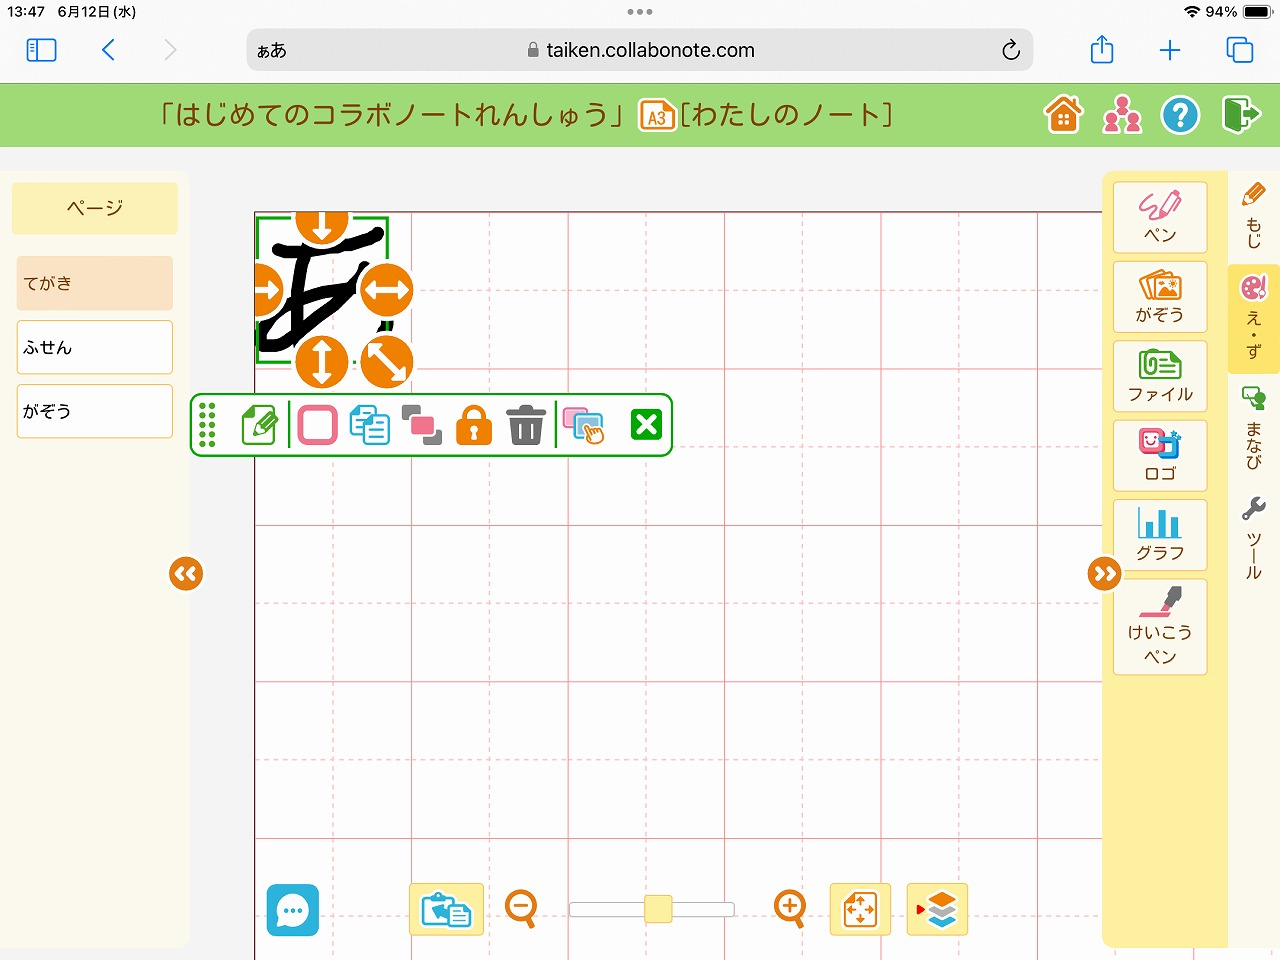 13:47 6月12日(水)
94%
ぁあ
taiken.collabonote.com
「はじめてのコラボノートれんしゅう」 A3 [わたしのノート]
?
ページ
てがき
ふせん
がぞう
あ
ペン
がぞう
ファイル
ロゴ
グラフ
けいこう
ペン
もじ
え・ず
まなび
ツール